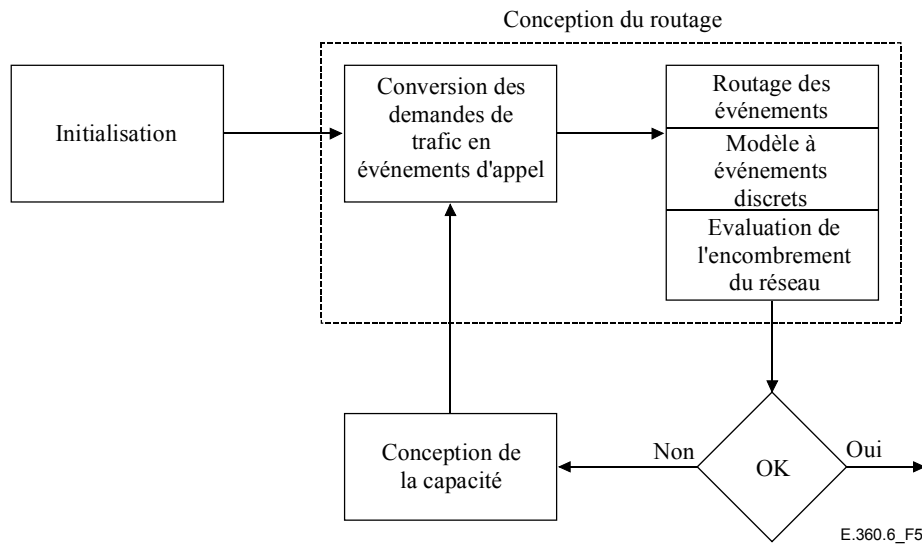 Conception du routage
Initialisation
Conversion des
demandes de
trafic en
événements d'appel
Routage des
événements
Modèle à
événements
discrets
Evaluation de
l'encombrement
du réseau
Conception de
la capacité
Non
OK
Oui
E.360.6_F5